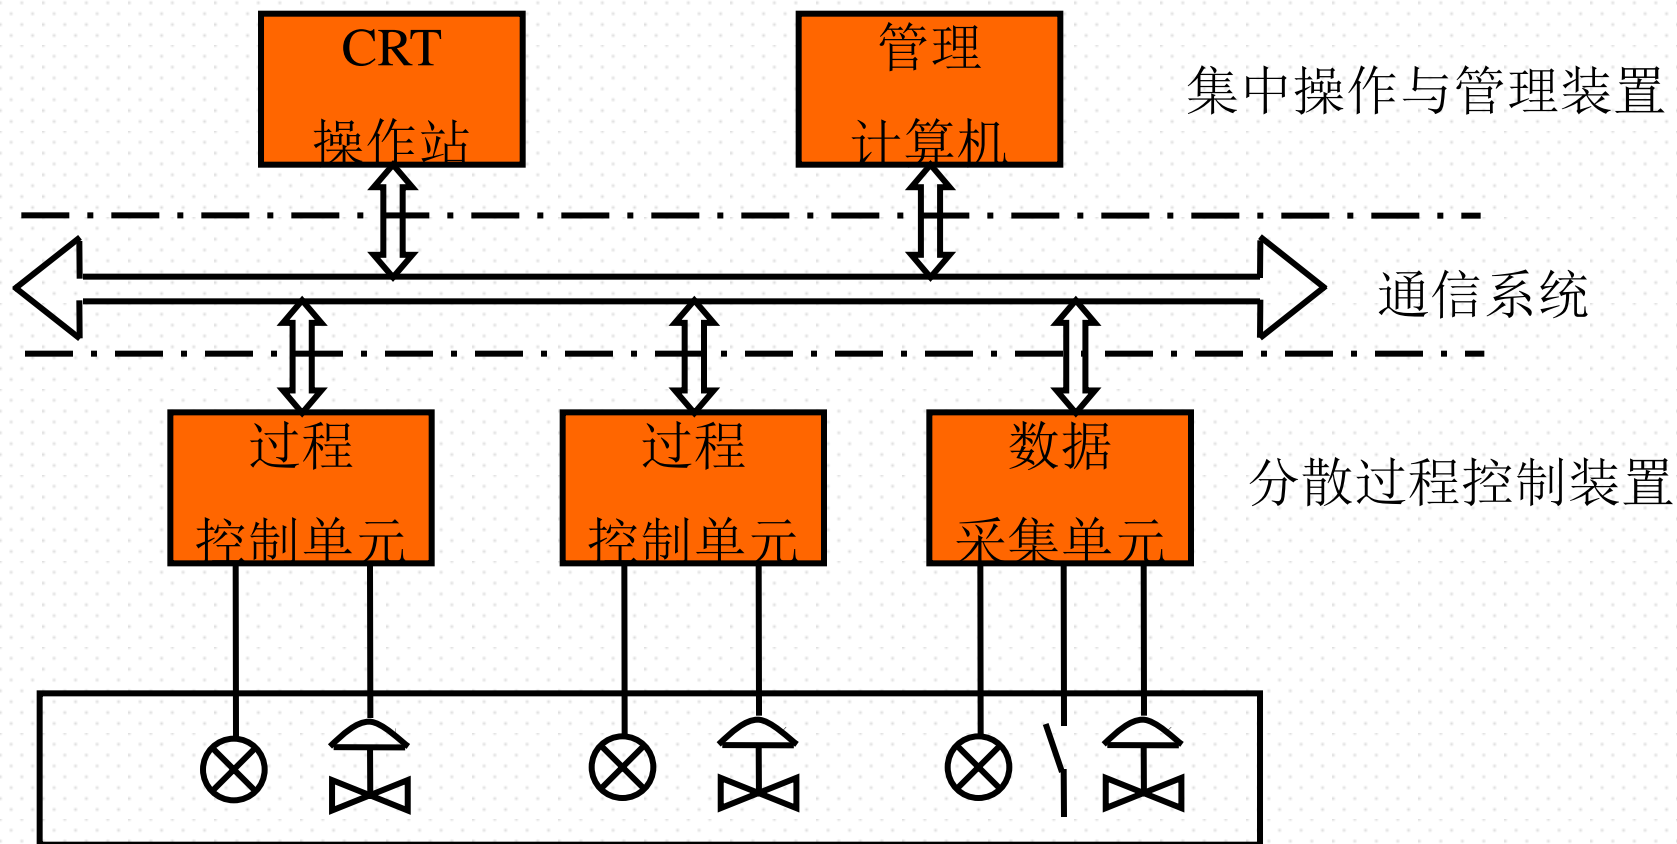 CRT
操作站
管理
计算机
集中操作与管理装置
通信系统
过程
控制单元
过程
控制单元
数据
采集单元
分散过程控制装置